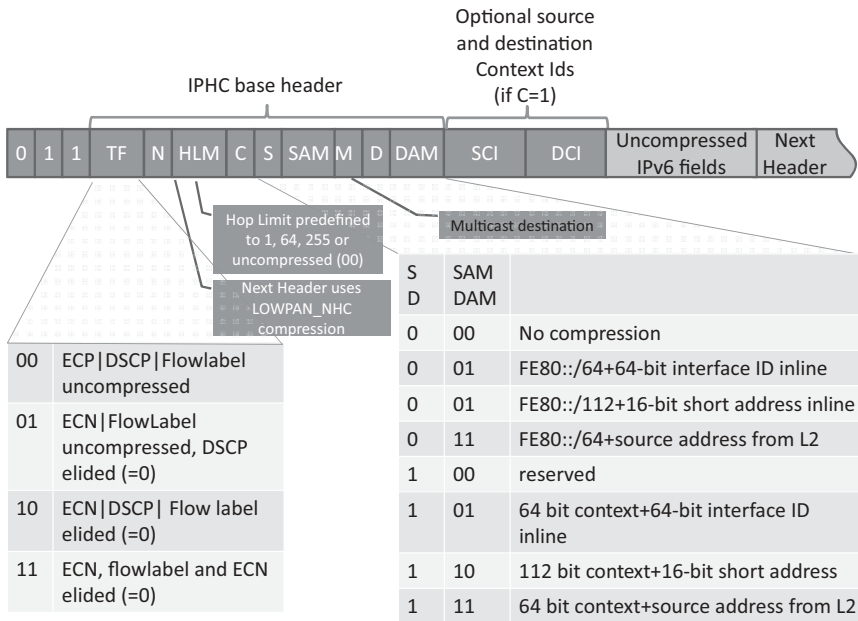 Optional source
and destination
Context Ids
(if C=1)
IPHC base header
0 1 1 TF N HLM C S SAM M D DAM SCI DCI Uncompressed IPv6 fields Next Header
Hop Limit predefined
to 1, 64, 255 or
uncompressed (00)
Multicast destination
Next Header uses
LOWPAN_NHC
compression
00 ECP|DSCP|Flowlabel
uncompressed
01 ECN|FlowLabel
uncompressed, DSCP
elided (=0)
10 ECN|DSCP| Flow label
elided (=0)
11 ECN, flowlabel and ECN
elided (=0)
S SAM
D DAM
0 00 No compression
0 01 FE80::/64+64-bit interface ID inline
0 01 FE80::/112+16-bit short address inline
0 11 FE80::/64+source address from L2
1 00 reserved
1 01 64 bit context+64-bit interface ID
inline
1 10 112 bit context+16-bit short address
1 11 64 bit context+source address from L2